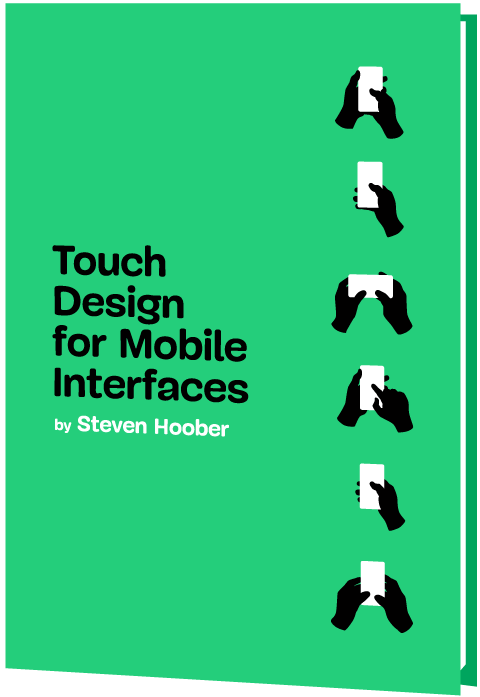 Touch
Design
for Mobile
Interfaces
by Steven Hoober